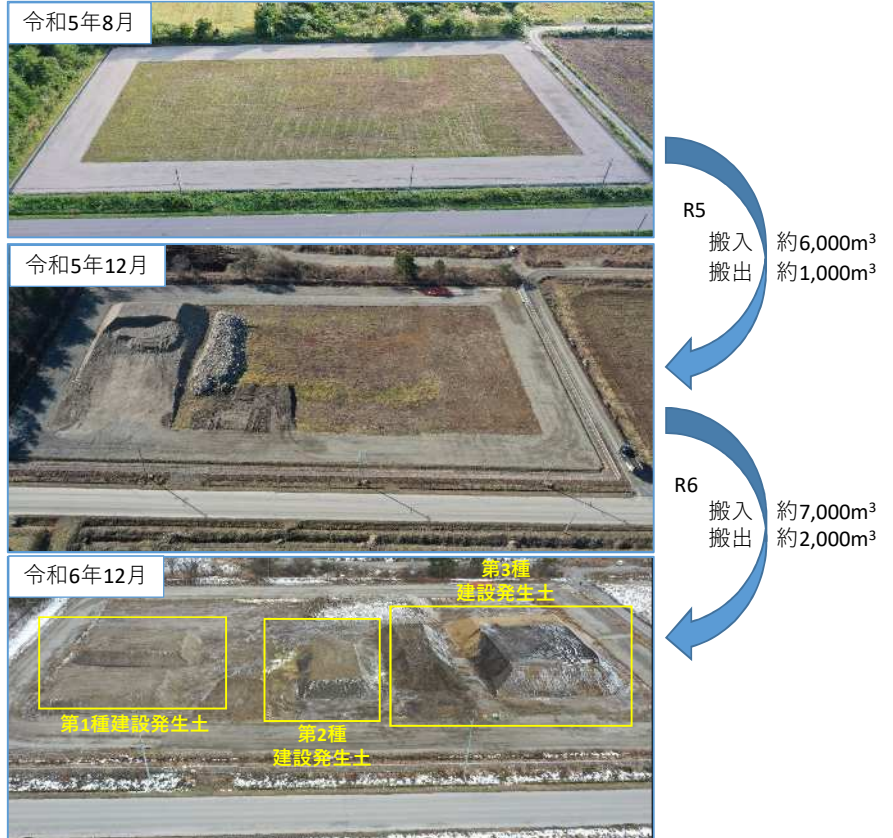 令和5年8月
R5
搬入 約6,000m³
搬出 約1,000m³
令和5年12月
R6
搬入 約7,000m³
搬出 約2,000m³
令和6年12月
第3種
建設発生土
第1種建設発生土
第2種
建設発生土